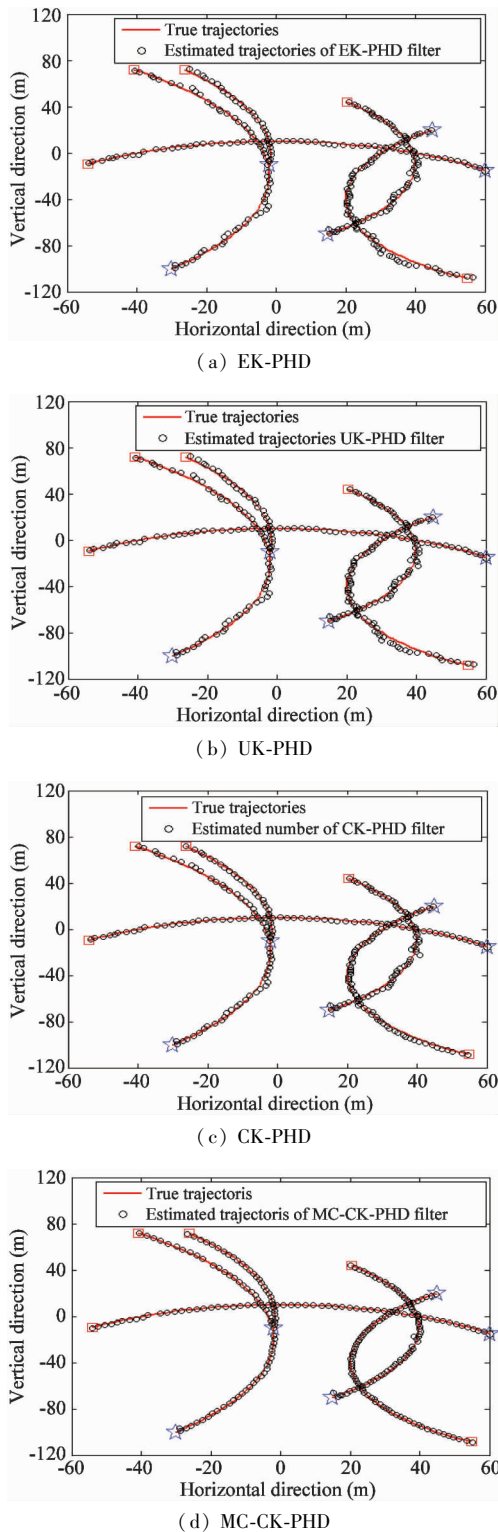 120
True trajectories
80
Estimated trajectories of EK-PHD filter
40
0
-40
-80
-120
Vertical direction (m)
-60 -40 -20 0 20 40 60
Horizontal direction (m)
(a) EK-PHD
120
True trajectories
80
Estimated trajectories UK-PHD filter
40
0
-40
-80
-120
Vertical direction (m)
-60 -40 -20 0 20 40 60
Horizontal direction (m)
(b) UK-PHD
120
True trajectories
80
Estimated number of CK-PHD filter
40
0
-40
-80
-120
Vertical direction (m)
-60 -40 -20 0 20 40 60
Horizontal direction (m)
(c) CK-PHD
120
True trajectoris
80
Estimated trajectoris of MC-CK-PHD filter
40
0
-40
-80
-120
Vertical direction (m)
-60 -40 -20 0 20 40 60
Horizontal direction (m)
(d) MC-CK-PHD